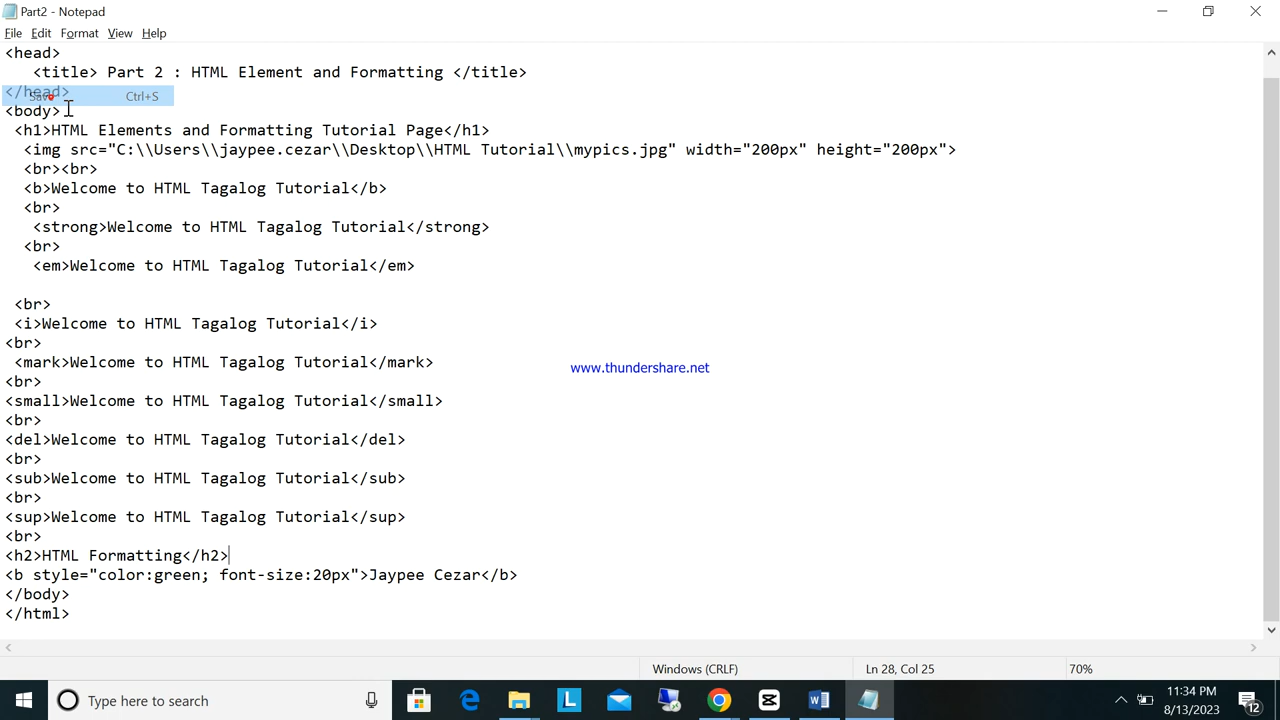 Part2 - Notepad
File Edit Format View Help
<head>
<title> Part 2 : HTML Element and Formatting </title>
</head>
Save Ctrl+S
<body>
<h1>HTML Elements and Formatting Tutorial Page</h1>
<img src="C:\\Users\\jaypee.cezar\\Desktop\\HTML Tutorial\\mypics.jpg" width="200px" height="200px">
<br><br>
<b>Welcome to HTML Tagalog Tutorial</b>
<br>
<strong>Welcome to HTML Tagalog Tutorial</strong>
<br>
<em>Welcome to HTML Tagalog Tutorial</em>
<br>
<i>Welcome to HTML Tagalog Tutorial</i>
<br>
<mark>Welcome to HTML Tagalog Tutorial</mark>
<br>
<small>Welcome to HTML Tagalog Tutorial</small>
<br>
<del>Welcome to HTML Tagalog Tutorial</del>
<br>
<sub>Welcome to HTML Tagalog Tutorial</sub>
<br>
<sup>Welcome to HTML Tagalog Tutorial</sup>
<br>
<h2>HTML Formatting</h2>
<b style="color:green; font-size:20px">Jaypee Cezar</b>
</body>
</html>
www.thundershare.net
Windows (CRLF) Ln 28, Col 25 70%
Type here to search
L
W
11:34 PM
8/13/2023
12